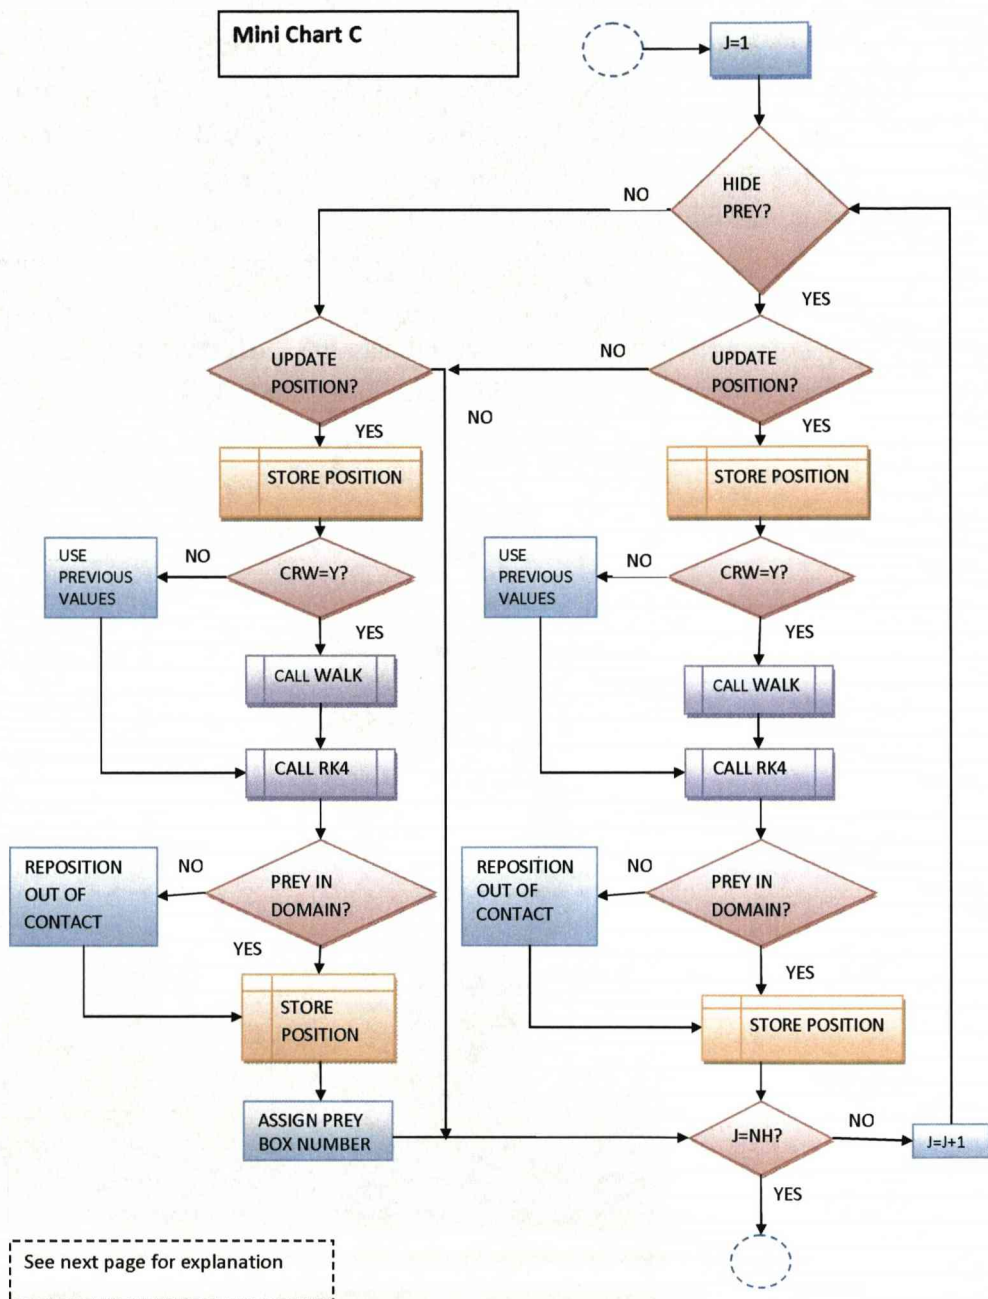 Mini Chart C
J=1
HIDE
PREY?
NO
YES
UPDATE
POSITION?
NO
UPDATE
POSITION?
NO
YES
YES
STORE POSITION
STORE POSITION
USE
PREVIOUS
VALUES
NO
CRW=Y?
YES
USE
PREVIOUS
VALUES
NO
CRW=Y?
YES
CALL WALK
CALL WALK
CALL RK4
CALL RK4
REPOSITION
OUT OF
CONTACT
NO
PREY IN
DOMAIN?
YES
REPOSITION
OUT OF
CONTACT
NO
PREY IN
DOMAIN?
YES
STORE
POSITION
STORE POSITION
ASSIGN PREY
BOX NUMBER
J=NH?
NO
J=J+1
YES
See next page for explanation